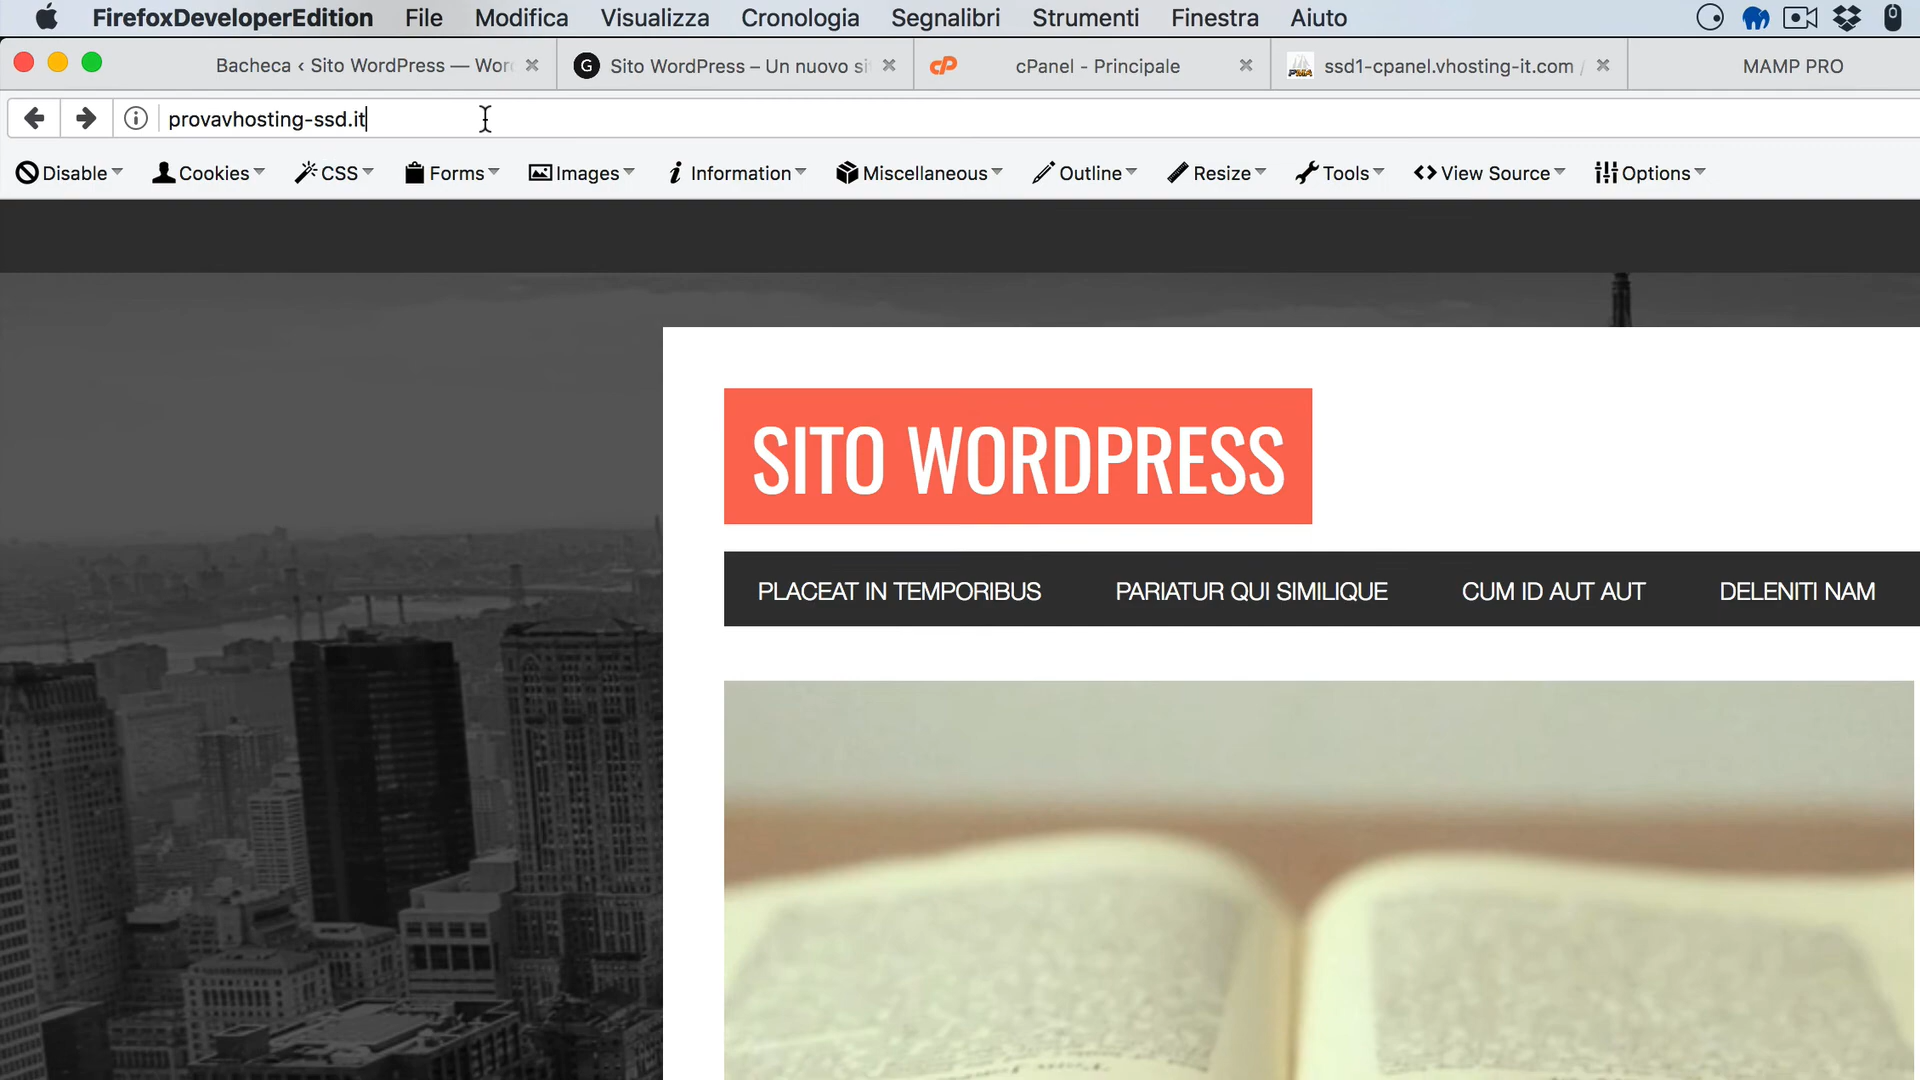 FirefoxDeveloperEdition File Modifica Visualizza Cronologia Segnalibri Strumenti Finestra Aiuto
Bacheca ‹ Sito WordPress — Wor G Sito WordPress – Un nuovo si cP cPanel - Principale PMA ssd1-cpanel.vhosting-it.com / MAMP PRO
provavhosting-ssd.it
Disable Cookies CSS Forms Images Information Miscellaneous Outline Resize Tools View Source Options
SITO WORDPRESS
PLACEAT IN TEMPORIBUS PARIATUR QUI SIMILIQUE CUM ID AUT AUT DELENITI NAM